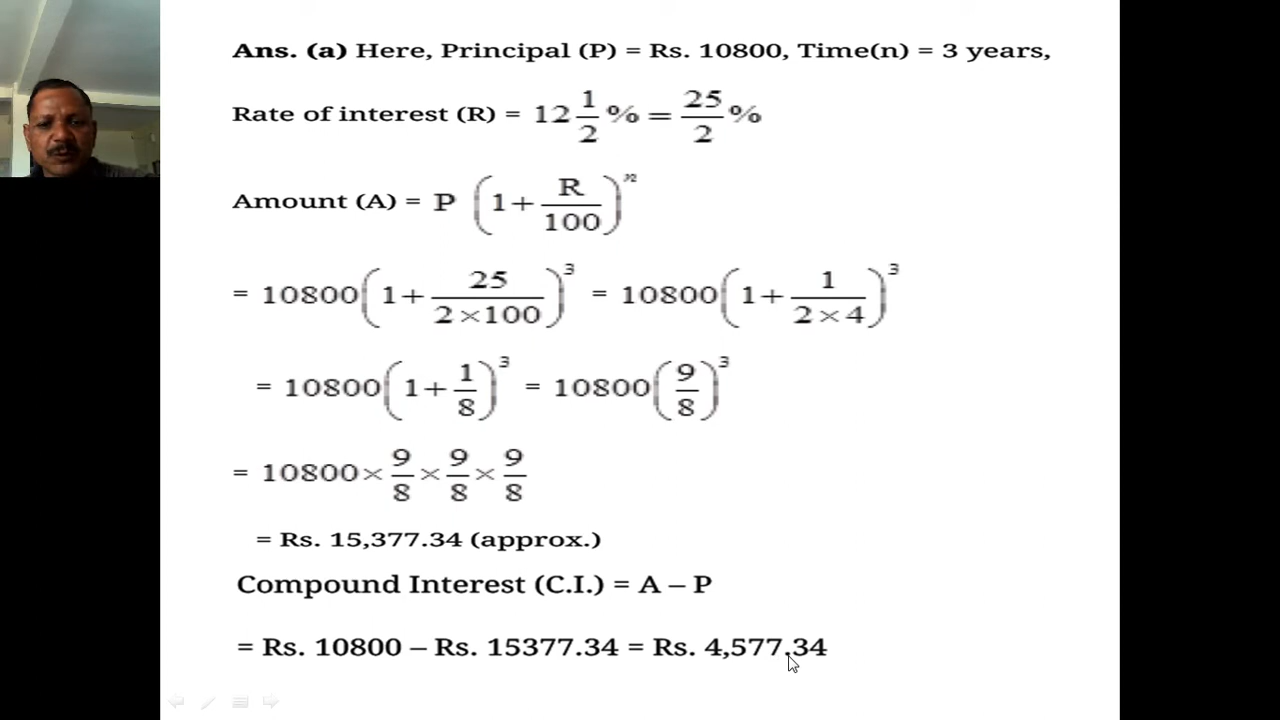 Ans. (a) Here, Principal (P) = Rs. 10800, Time(n) = 3 years,
Rate of interest (R) = 12 1/2 % = 25/2 %
Amount (A) = P (1 + R/100)^n
= 10800(1 + 25/(2×100))^3 = 10800(1 + 1/(2×4))^3
= 10800(1 + 1/8)^3 = 10800(9/8)^3
= 10800 × 9/8 × 9/8 × 9/8
= Rs. 15,377.34 (approx.)
Compound Interest (C.I.) = A – P
= Rs. 10800 – Rs. 15377.34 = Rs. 4,577.34